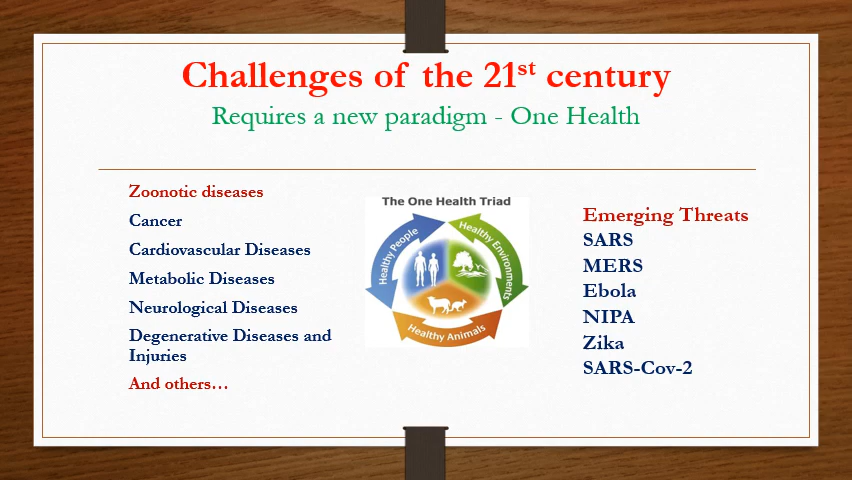 Challenges of the 21st century
Requires a new paradigm - One Health
Zoonotic diseases
Cancer
Cardiovascular Diseases
Metabolic Diseases
Neurological Diseases
Degenerative Diseases and
Injuries
And others…
The One Health Triad
Healthy People
Healthy Environments
Healthy Animals
Emerging Threats
SARS
MERS
Ebola
NIPA
Zika
SARS-Cov-2